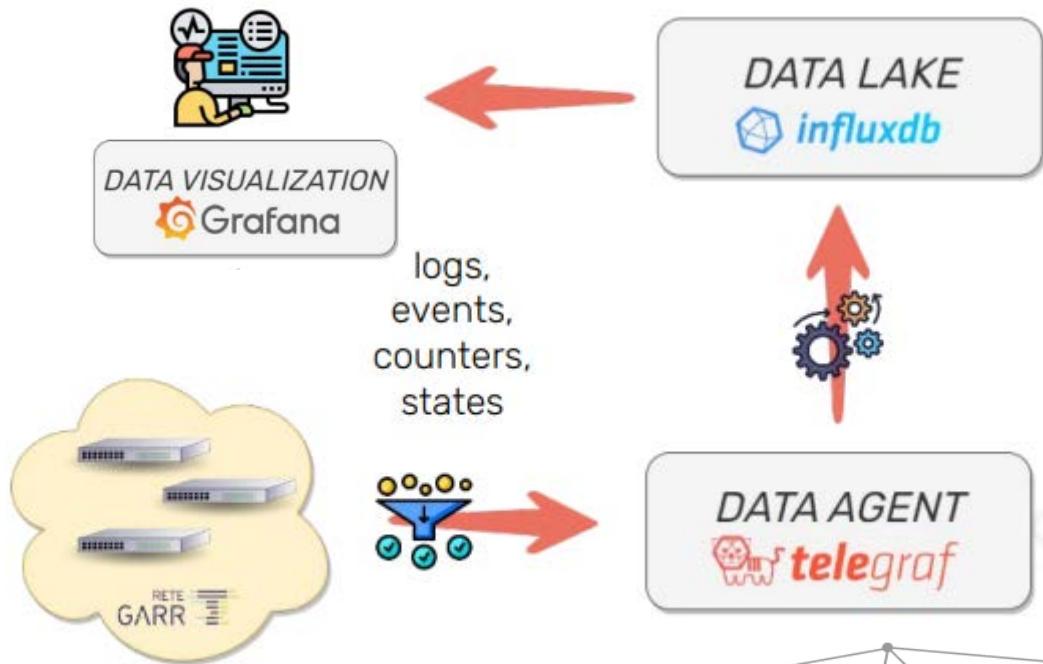 DATA VISUALIZATION
Grafana
DATA LAKE
influxdb
logs,
events,
counters,
states
RETE
GARR T
DATA AGENT
telegraf